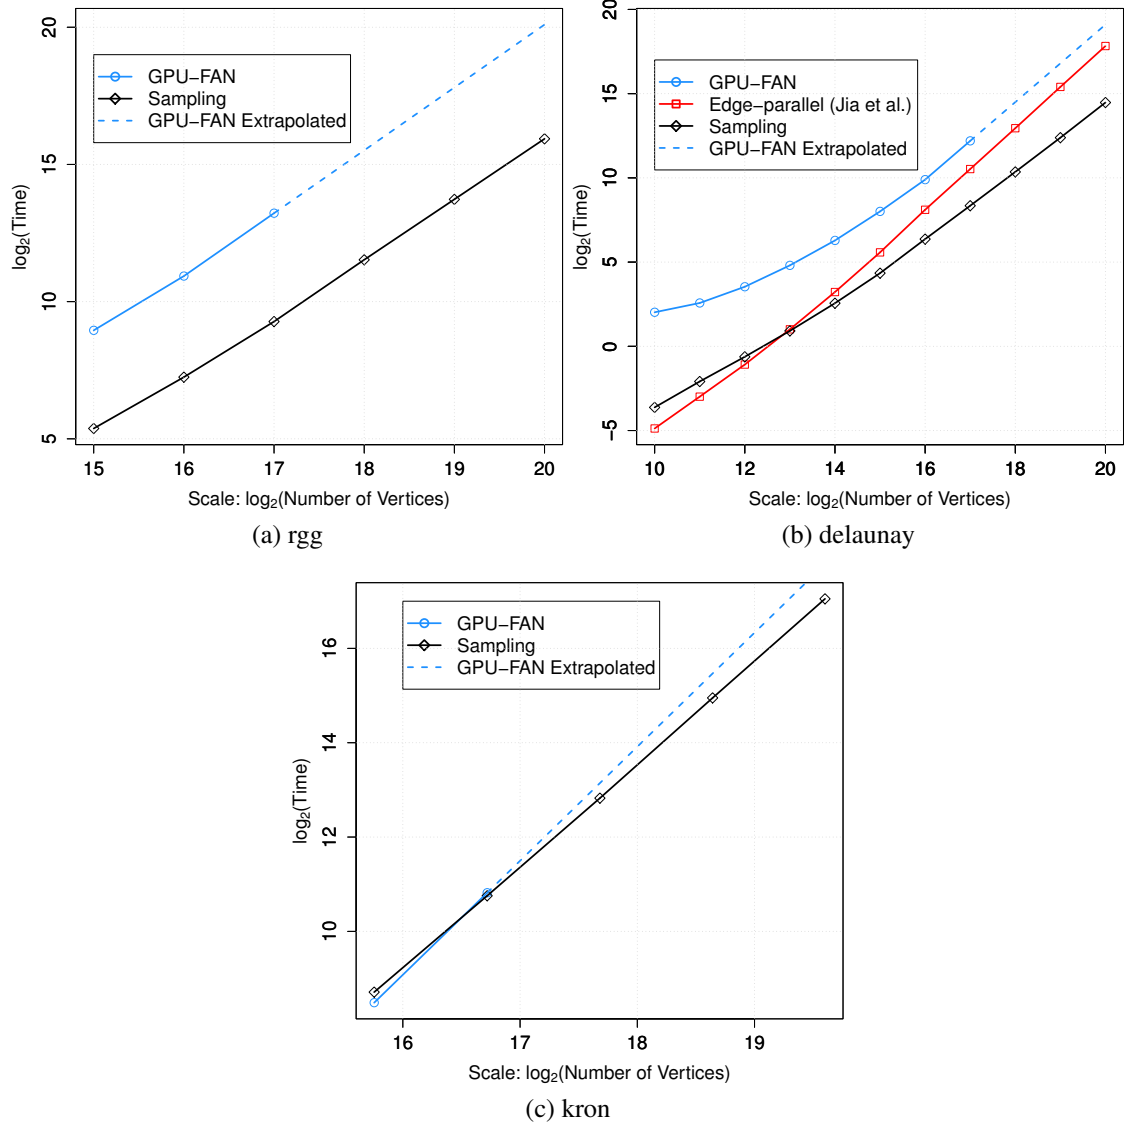 GPU−FAN
Sampling
GPU−FAN Extrapolated
log2(Time)
20
15
10
5
15 16 17 18 19 20
Scale: log2(Number of Vertices)
(a) rgg
GPU−FAN
Edge−parallel (Jia et al.)
Sampling
GPU−FAN Extrapolated
log2(Time)
20
15
10
5
0
−5
10 12 14 16 18 20
Scale: log2(Number of Vertices)
(b) delaunay
GPU−FAN
Sampling
GPU−FAN Extrapolated
log2(Time)
16
14
12
10
16 17 18 19
Scale: log2(Number of Vertices)
(c) kron